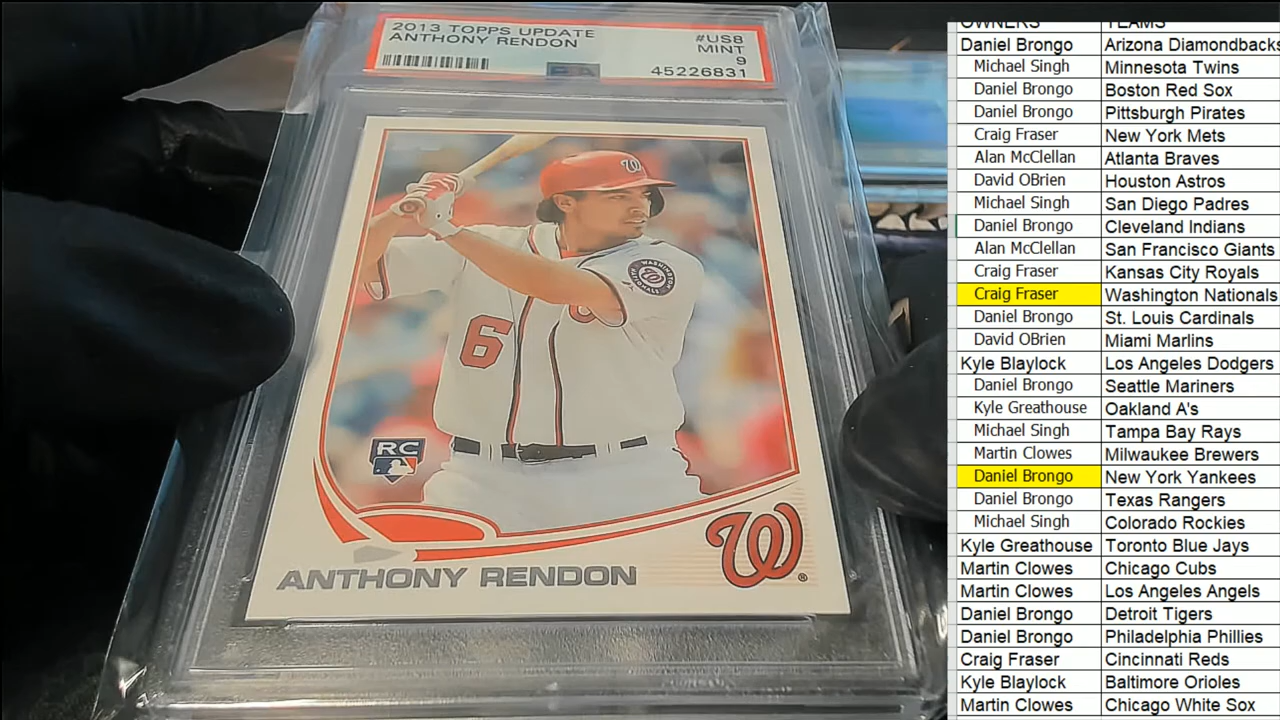 2013 TOPPS UPDATE #US8
ANTHONY RENDON MINT
9
45226831
W
WASHINGTON NATIONALS
6
RC
W
ANTHONY RENDON
OWNERS TEAMS
Daniel Brongo Arizona Diamondbacks
Michael Singh Minnesota Twins
Daniel Brongo Boston Red Sox
Daniel Brongo Pittsburgh Pirates
Craig Fraser New York Mets
Alan McClellan Atlanta Braves
David OBrien Houston Astros
Michael Singh San Diego Padres
Daniel Brongo Cleveland Indians
Alan McClellan San Francisco Giants
Craig Fraser Kansas City Royals
Craig Fraser Washington Nationals
Daniel Brongo St. Louis Cardinals
David OBrien Miami Marlins
Kyle Blaylock Los Angeles Dodgers
Daniel Brongo Seattle Mariners
Kyle Greathouse Oakland A's
Michael Singh Tampa Bay Rays
Martin Clowes Milwaukee Brewers
Daniel Brongo New York Yankees
Daniel Brongo Texas Rangers
Michael Singh Colorado Rockies
Kyle Greathouse Toronto Blue Jays
Martin Clowes Chicago Cubs
Martin Clowes Los Angeles Angels
Daniel Brongo Detroit Tigers
Daniel Brongo Philadelphia Phillies
Craig Fraser Cincinnati Reds
Kyle Blaylock Baltimore Orioles
Martin Clowes Chicago White Sox